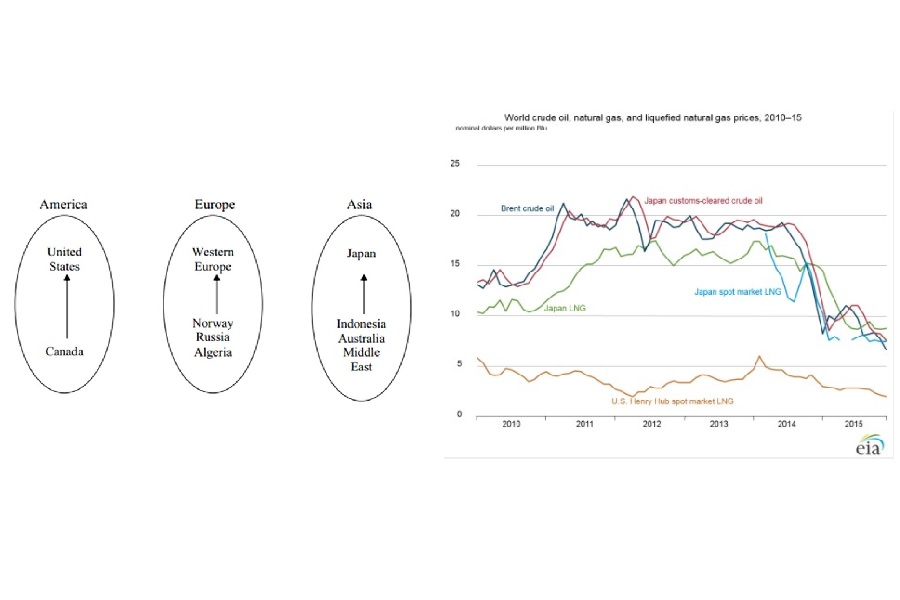 America
United
States
Canada
Europe
Western
Europe
Norway
Russia
Algeria
Asia
Japan
Indonesia
Australia
Middle
East
World crude oil, natural gas, and liquefied natural gas prices, 2010–15
nominal dollars per million Btu
25
20
15
10
5
0
Brent crude oil
Japan customs-cleared crude oil
Japan spot market LNG
Japan LNG
U.S. Henry Hub spot market LNG
2010 2011 2012 2013 2014 2015
eia